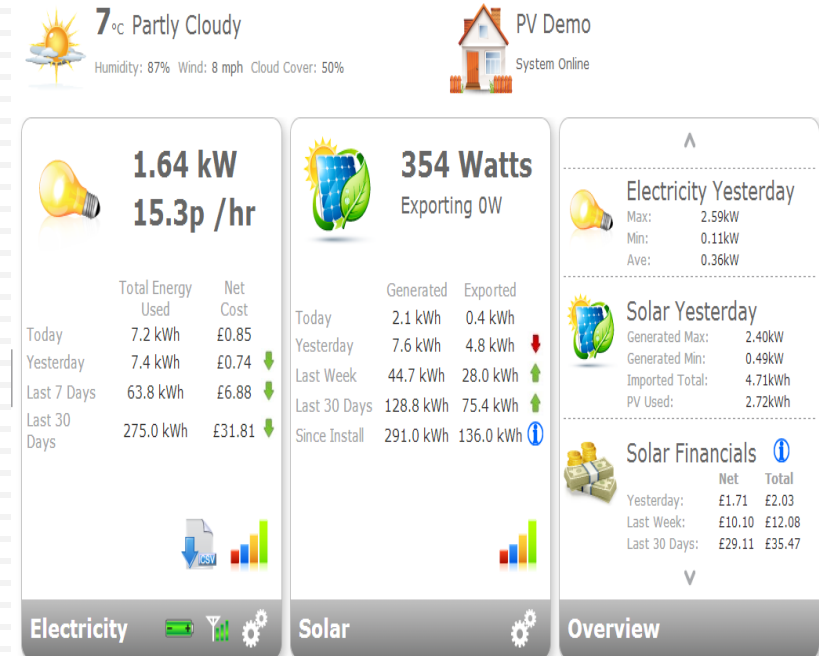 7°C Partly Cloudy
Humidity: 87% Wind: 8 mph Cloud Cover: 50%
PV Demo
System Online
1.64 kW
15.3p /hr
Total Energy Used Net Cost
Today 7.2 kWh £0.85
Yesterday 7.4 kWh £0.74
Last 7 Days 63.8 kWh £6.88
Last 30 Days 275.0 kWh £31.81
CSV
Electricity
354 Watts
Exporting 0W
Generated Exported
Today 2.1 kWh 0.4 kWh
Yesterday 7.6 kWh 4.8 kWh
Last Week 44.7 kWh 28.0 kWh
Last 30 Days 128.8 kWh 75.4 kWh
Since Install 291.0 kWh 136.0 kWh
Solar
Electricity Yesterday
Max: 2.59kW
Min: 0.11kW
Ave: 0.36kW
Solar Yesterday
Generated Max: 2.40kW
Generated Min: 0.49kW
Imported Total: 4.71kWh
PV Used: 2.72kWh
Solar Financials
Net Total
Yesterday: £1.71 £2.03
Last Week: £10.10 £12.08
Last 30 Days: £29.11 £35.47
Overview